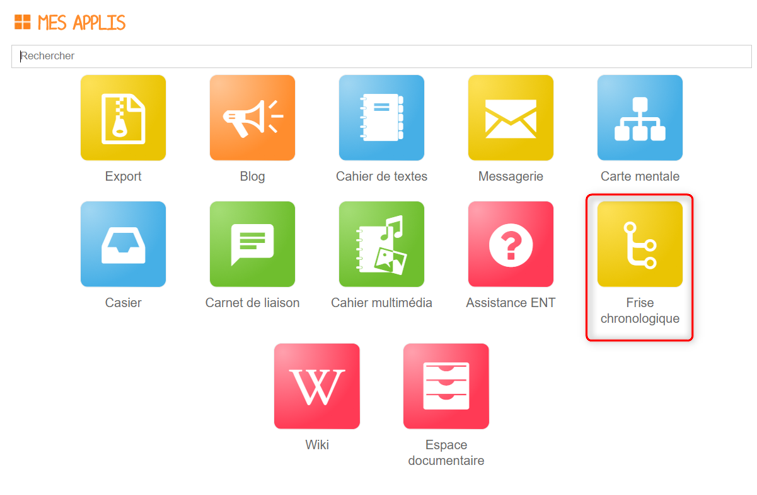 MES APPLIS
Rechercher
Export
Blog
Cahier de textes
Messagerie
Carte mentale
?
Casier
Carnet de liaison
Cahier multimédia
Assistance ENT
Frise
chronologique
W
Wiki
Espace
documentaire